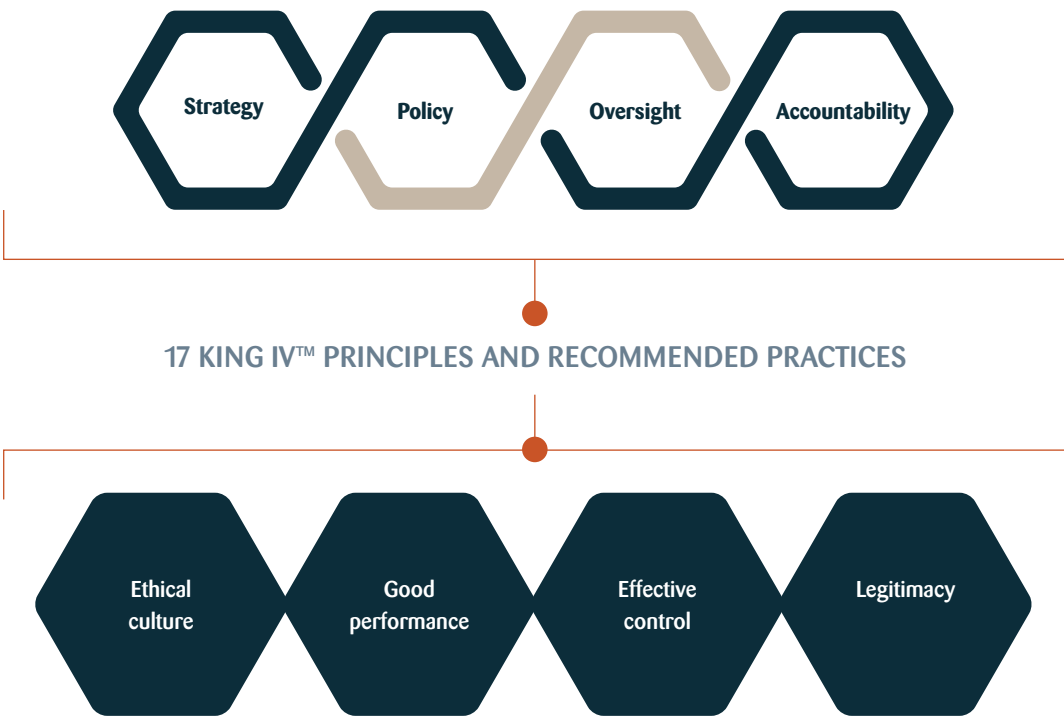 Strategy
Policy
Oversight
Accountability
17 KING IV™ PRINCIPLES AND RECOMMENDED PRACTICES
Ethical
culture
Good
performance
Effective
control
Legitimacy